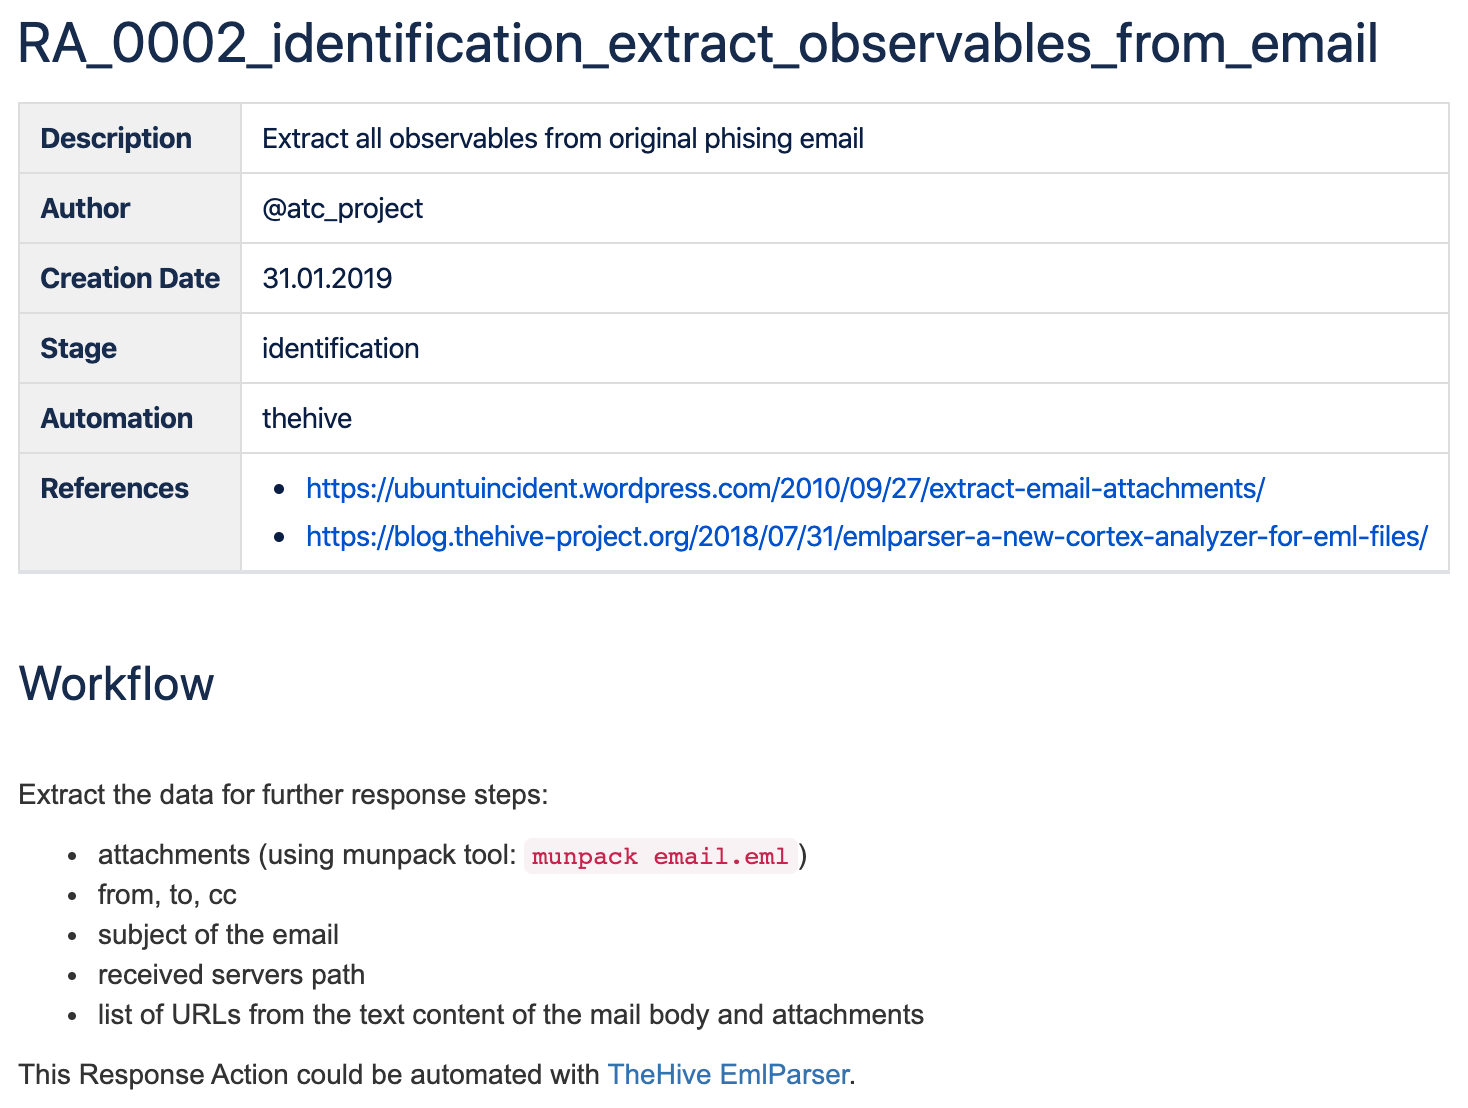 RA_0002_identification_extract_observables_from_email
Description Extract all observables from original phising email
Author @atc_project
Creation Date 31.01.2019
Stage identification
Automation thehive
References • https://ubuntuincident.wordpress.com/2010/09/27/extract-email-attachments/
• https://blog.thehive-project.org/2018/07/31/emlparser-a-new-cortex-analyzer-for-eml-files/
Workflow
Extract the data for further response steps:
• attachments (using munpack tool: munpack email.eml)
• from, to, cc
• subject of the email
• received servers path
• list of URLs from the text content of the mail body and attachments
This Response Action could be automated with TheHive EmlParser.